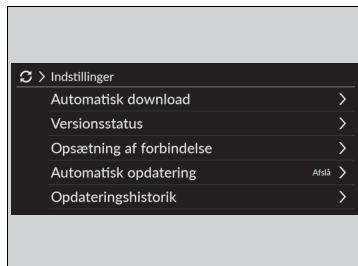 Indstillinger
Automatisk download
Versionsstatus
Opsætning af forbindelse
Automatisk opdatering Afslå
Opdateringshistorik